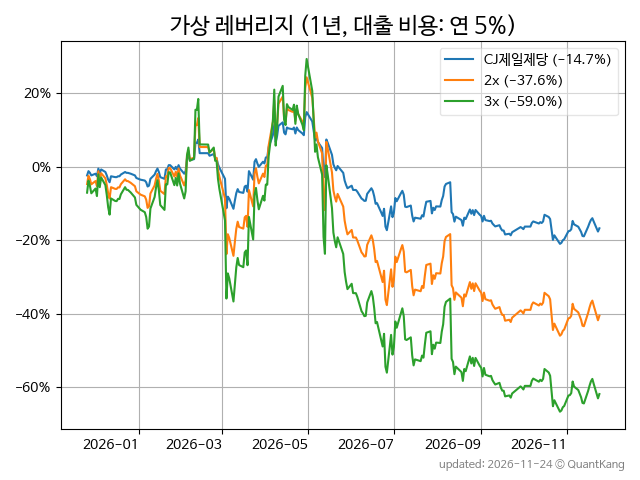 가상 레버리지 (1년, 대출 비용: 연 5%)
CJ제일제당 (−14.7%)
2x (−37.6%)
3x (−59.0%)
20%
0%
−20%
−40%
−60%
2026-01 2026-03 2026-05 2026-07 2026-09 2026-11
updated: 2026-11-24 © QuantKang